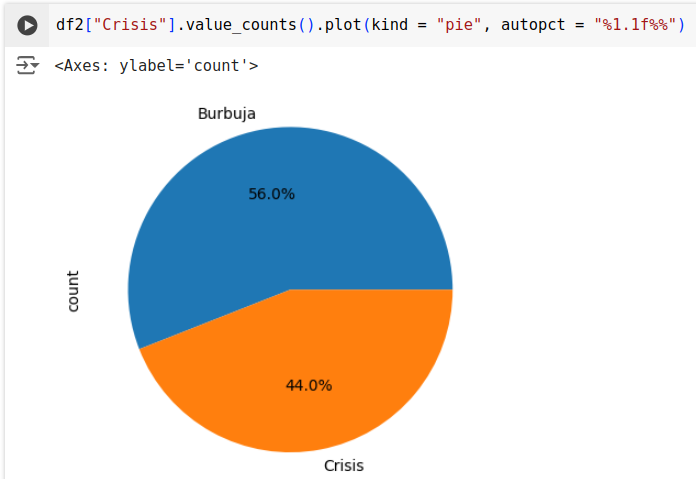 df2["Crisis"].value_counts().plot(kind = "pie", autopct = "%1.1f%%")
<Axes: ylabel='count'>
Burbuja
56.0%
count
44.0%
Crisis